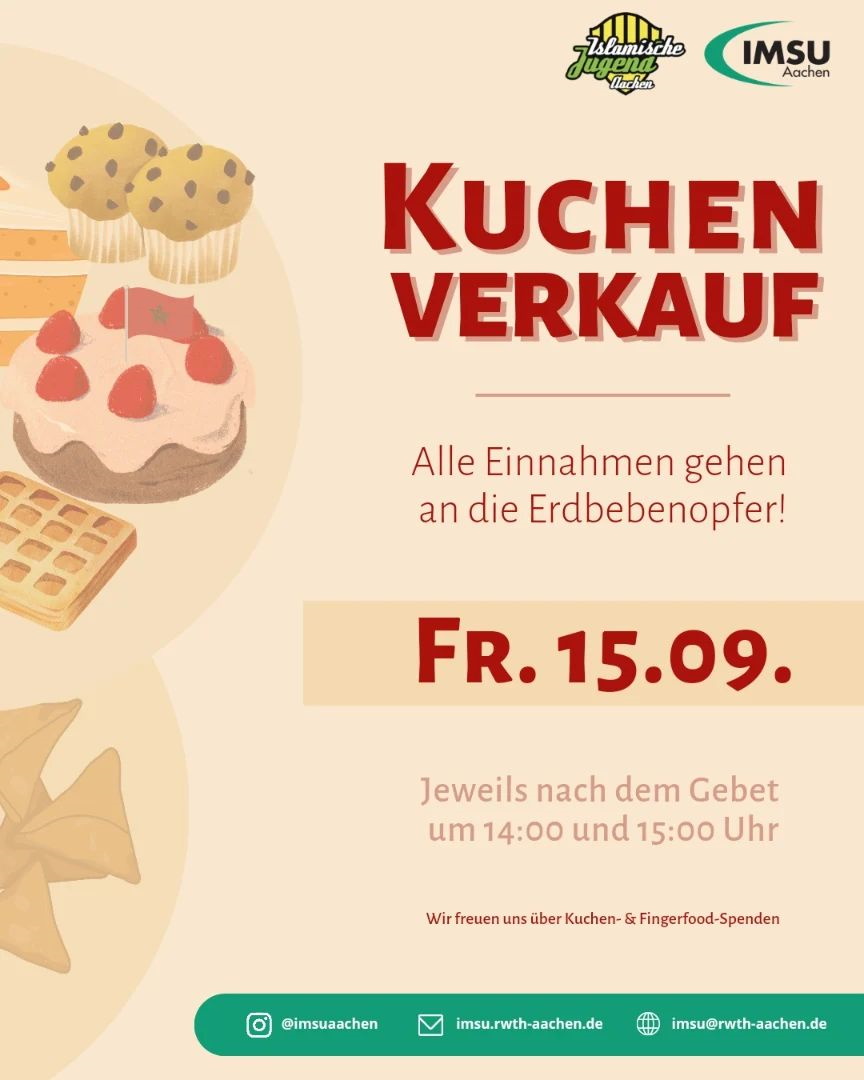 Islamische
Jugend
Aachen
IMSU
Aachen
KUCHEN
VERKAUF
Alle Einnahmen gehen
an die Erdbebenopfer!
FR. 15.09.
Jeweils nach dem Gebet
um 14:00 und 15:00 Uhr
Wir freuen uns über Kuchen- & Fingerfood-Spenden
@imsuaachen imsu.rwth-aachen.de imsu@rwth-aachen.de